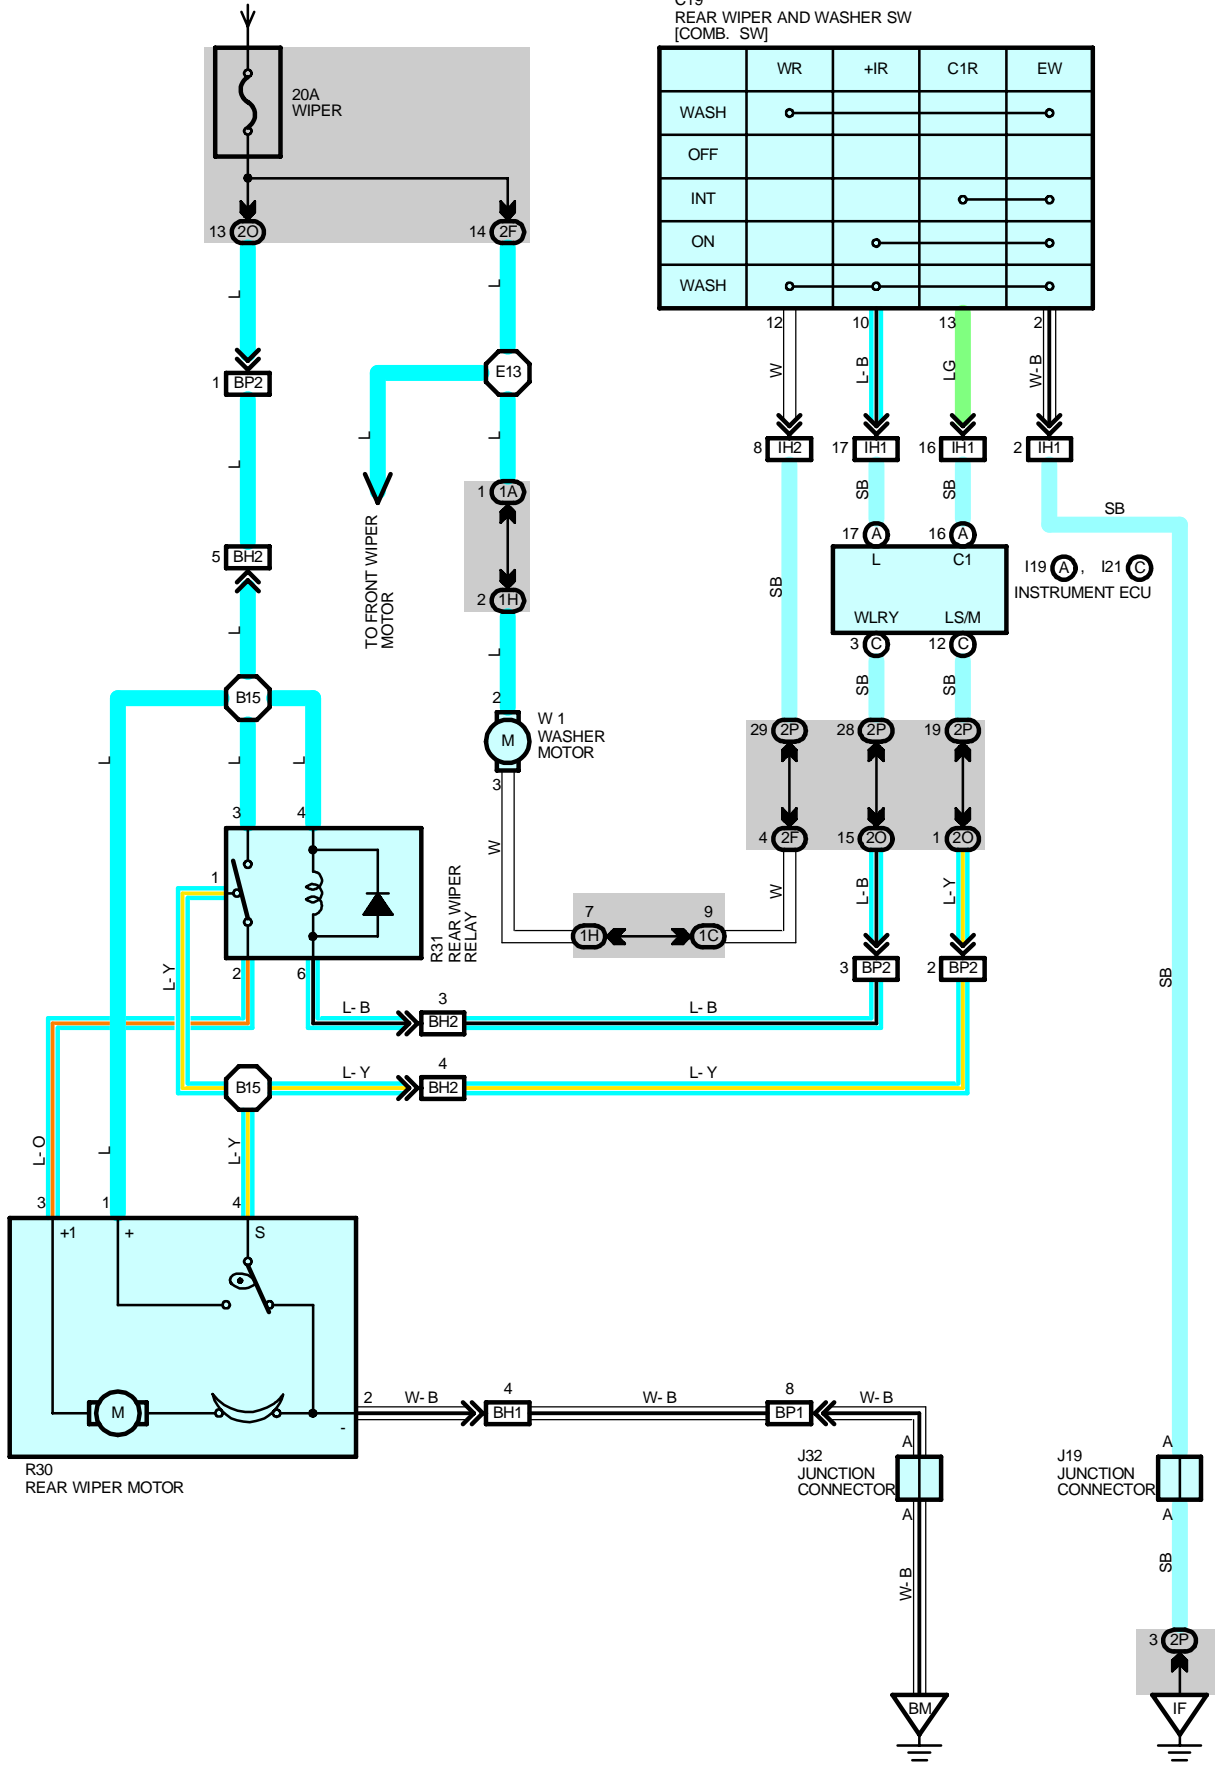 C19
REAR WIPER AND WASHER SW
[COMB. SW]
WR +IR C1R EW
WASH
OFF
INT
ON
WASH
20A
WIPER
13 2O
14 2F
12 10 13 2
L
L
W
L-B
LG
W-B
E13
1 BP2
L
L
L
8 IH2
17 IH1
16 IH1
2 IH1
SB
SB
SB
1 1A
17 A
16 A
5 BH2
L C1
I19 A, I21 C
INSTRUMENT ECU
TO FRONT WIPER
MOTOR
2 1H
SB
WLRY LS/M
L
L
3 C
12 C
SB
SB
B15
2
W 1
WASHER
MOTOR
M
3
29 2P
28 2P
19 2P
L
L
L
3 4
4 2F
15 2O
1 2O
W
1
W
L-B
L-Y
7 9
1H 1C
R31
REAR WIPER
RELAY
2 6
3 BP2
2 BP2
L-Y
SB
L-B
3
BH2
L-B
B15
L-Y
4
BH2
L-Y
L-O
L
L-Y
3 1 4
+1 + S
M
-
2
W-B
4
BH1
W-B
8
BP1
W-B
R30
REAR WIPER MOTOR
A
J32
JUNCTION
CONNECTOR
A
A
J19
JUNCTION
CONNECTOR
A
W-B
SB
3 2P
BM
IF